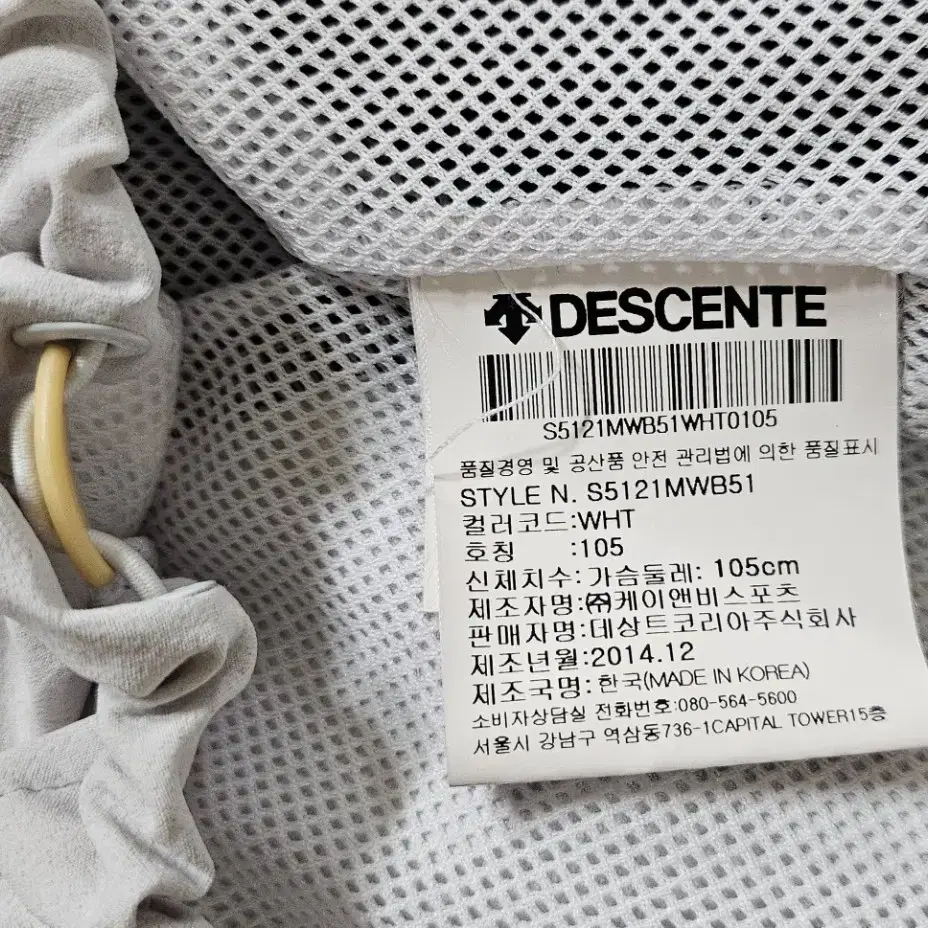 DESCENTE
S5121MWB51WHT0105
품질경영 및 공산품 안전 관리법에 의한 품질표시
STYLE N. S5121MWB51
컬러코드:WHT
호칭 :105
신체치수:가슴둘레: 105cm
제조자명:㈜케이앤비스포츠
판매자명:데상트코리아주식회사
제조년월:2014.12
제조국명:한국(MADE IN KOREA)
소비자상담실 전화번호:080-564-5600
서울시 강남구 역삼동736-1CAPITAL TOWER15층